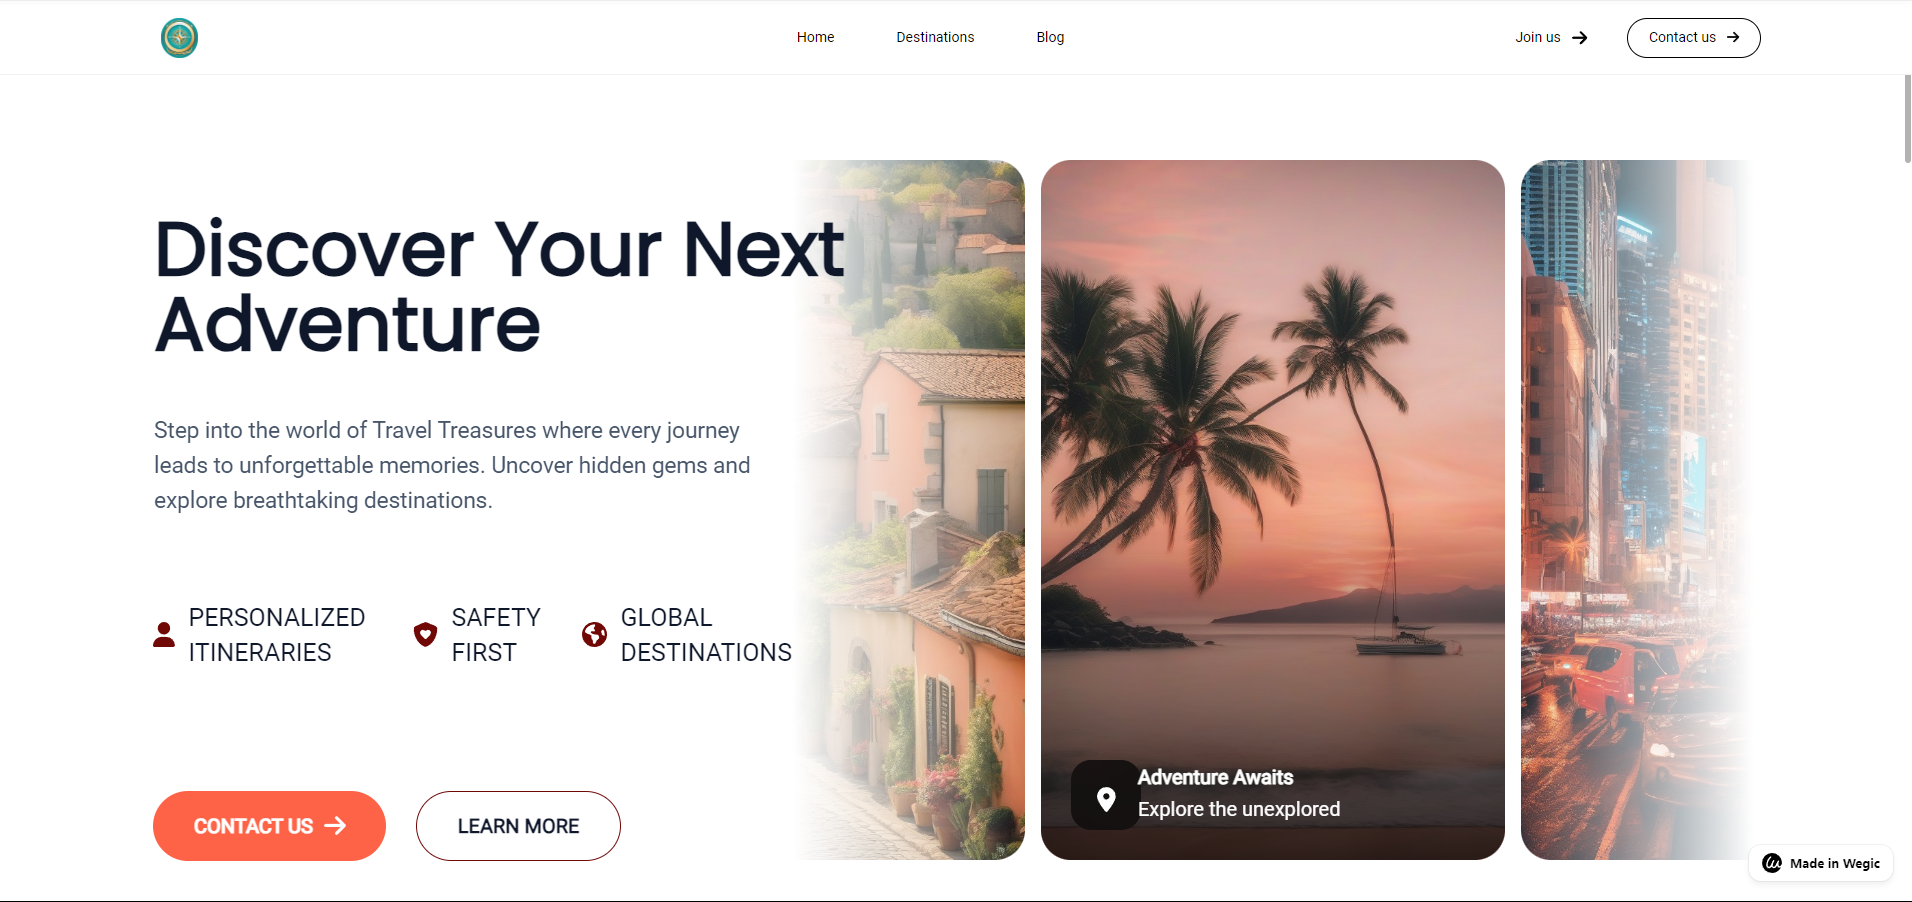 Home
Destinations
Blog
Join us
Contact us
Discover Your Next
Adventure
Step into the world of Travel Treasures where every journey
leads to unforgettable memories. Uncover hidden gems and
explore breathtaking destinations.
PERSONALIZED
ITINERARIES
SAFETY
FIRST
GLOBAL
DESTINATIONS
CONTACT US
LEARN MORE
Adventure Awaits
Explore the unexplored
Made in Wegic